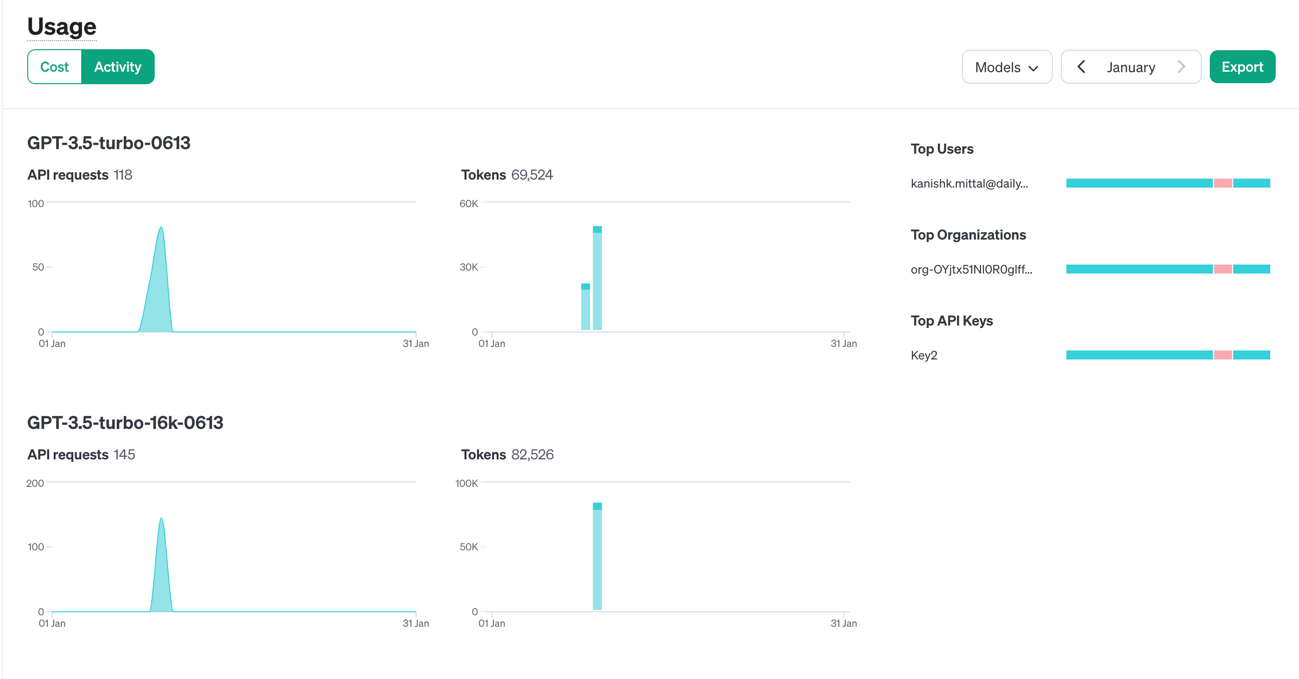 Usage
Cost Activity
Models January Export
GPT-3.5-turbo-0613
API requests 118
100
50
0
01 Jan 31 Jan
Tokens 69,524
60K
30K
0
01 Jan 31 Jan
Top Users
kanishk.mittal@daily...
Top Organizations
org-OYjtx51NI0R0glff...
Top API Keys
Key2
GPT-3.5-turbo-16k-0613
API requests 145
200
100
0
01 Jan 31 Jan
Tokens 82,526
100K
50K
0
01 Jan 31 Jan